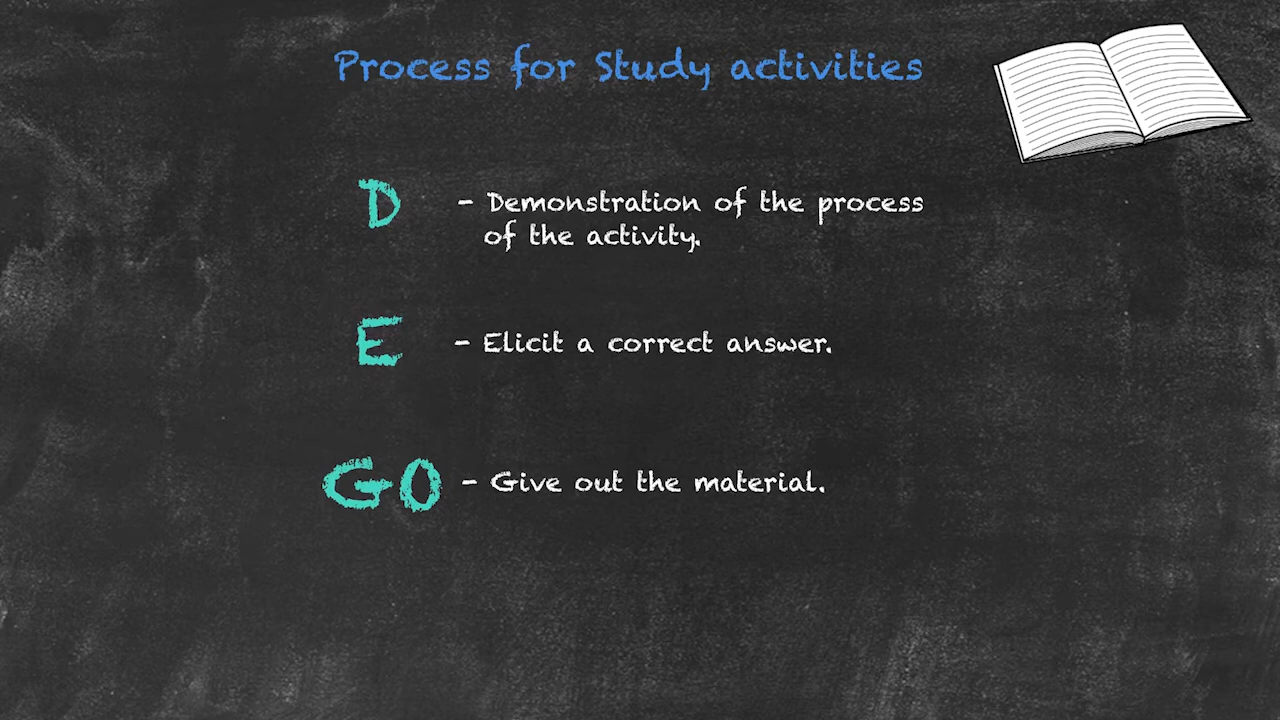 Process for Study activities
D - Demonstration of the process
of the activity.
E - Elicit a correct answer.
GO - Give out the material.